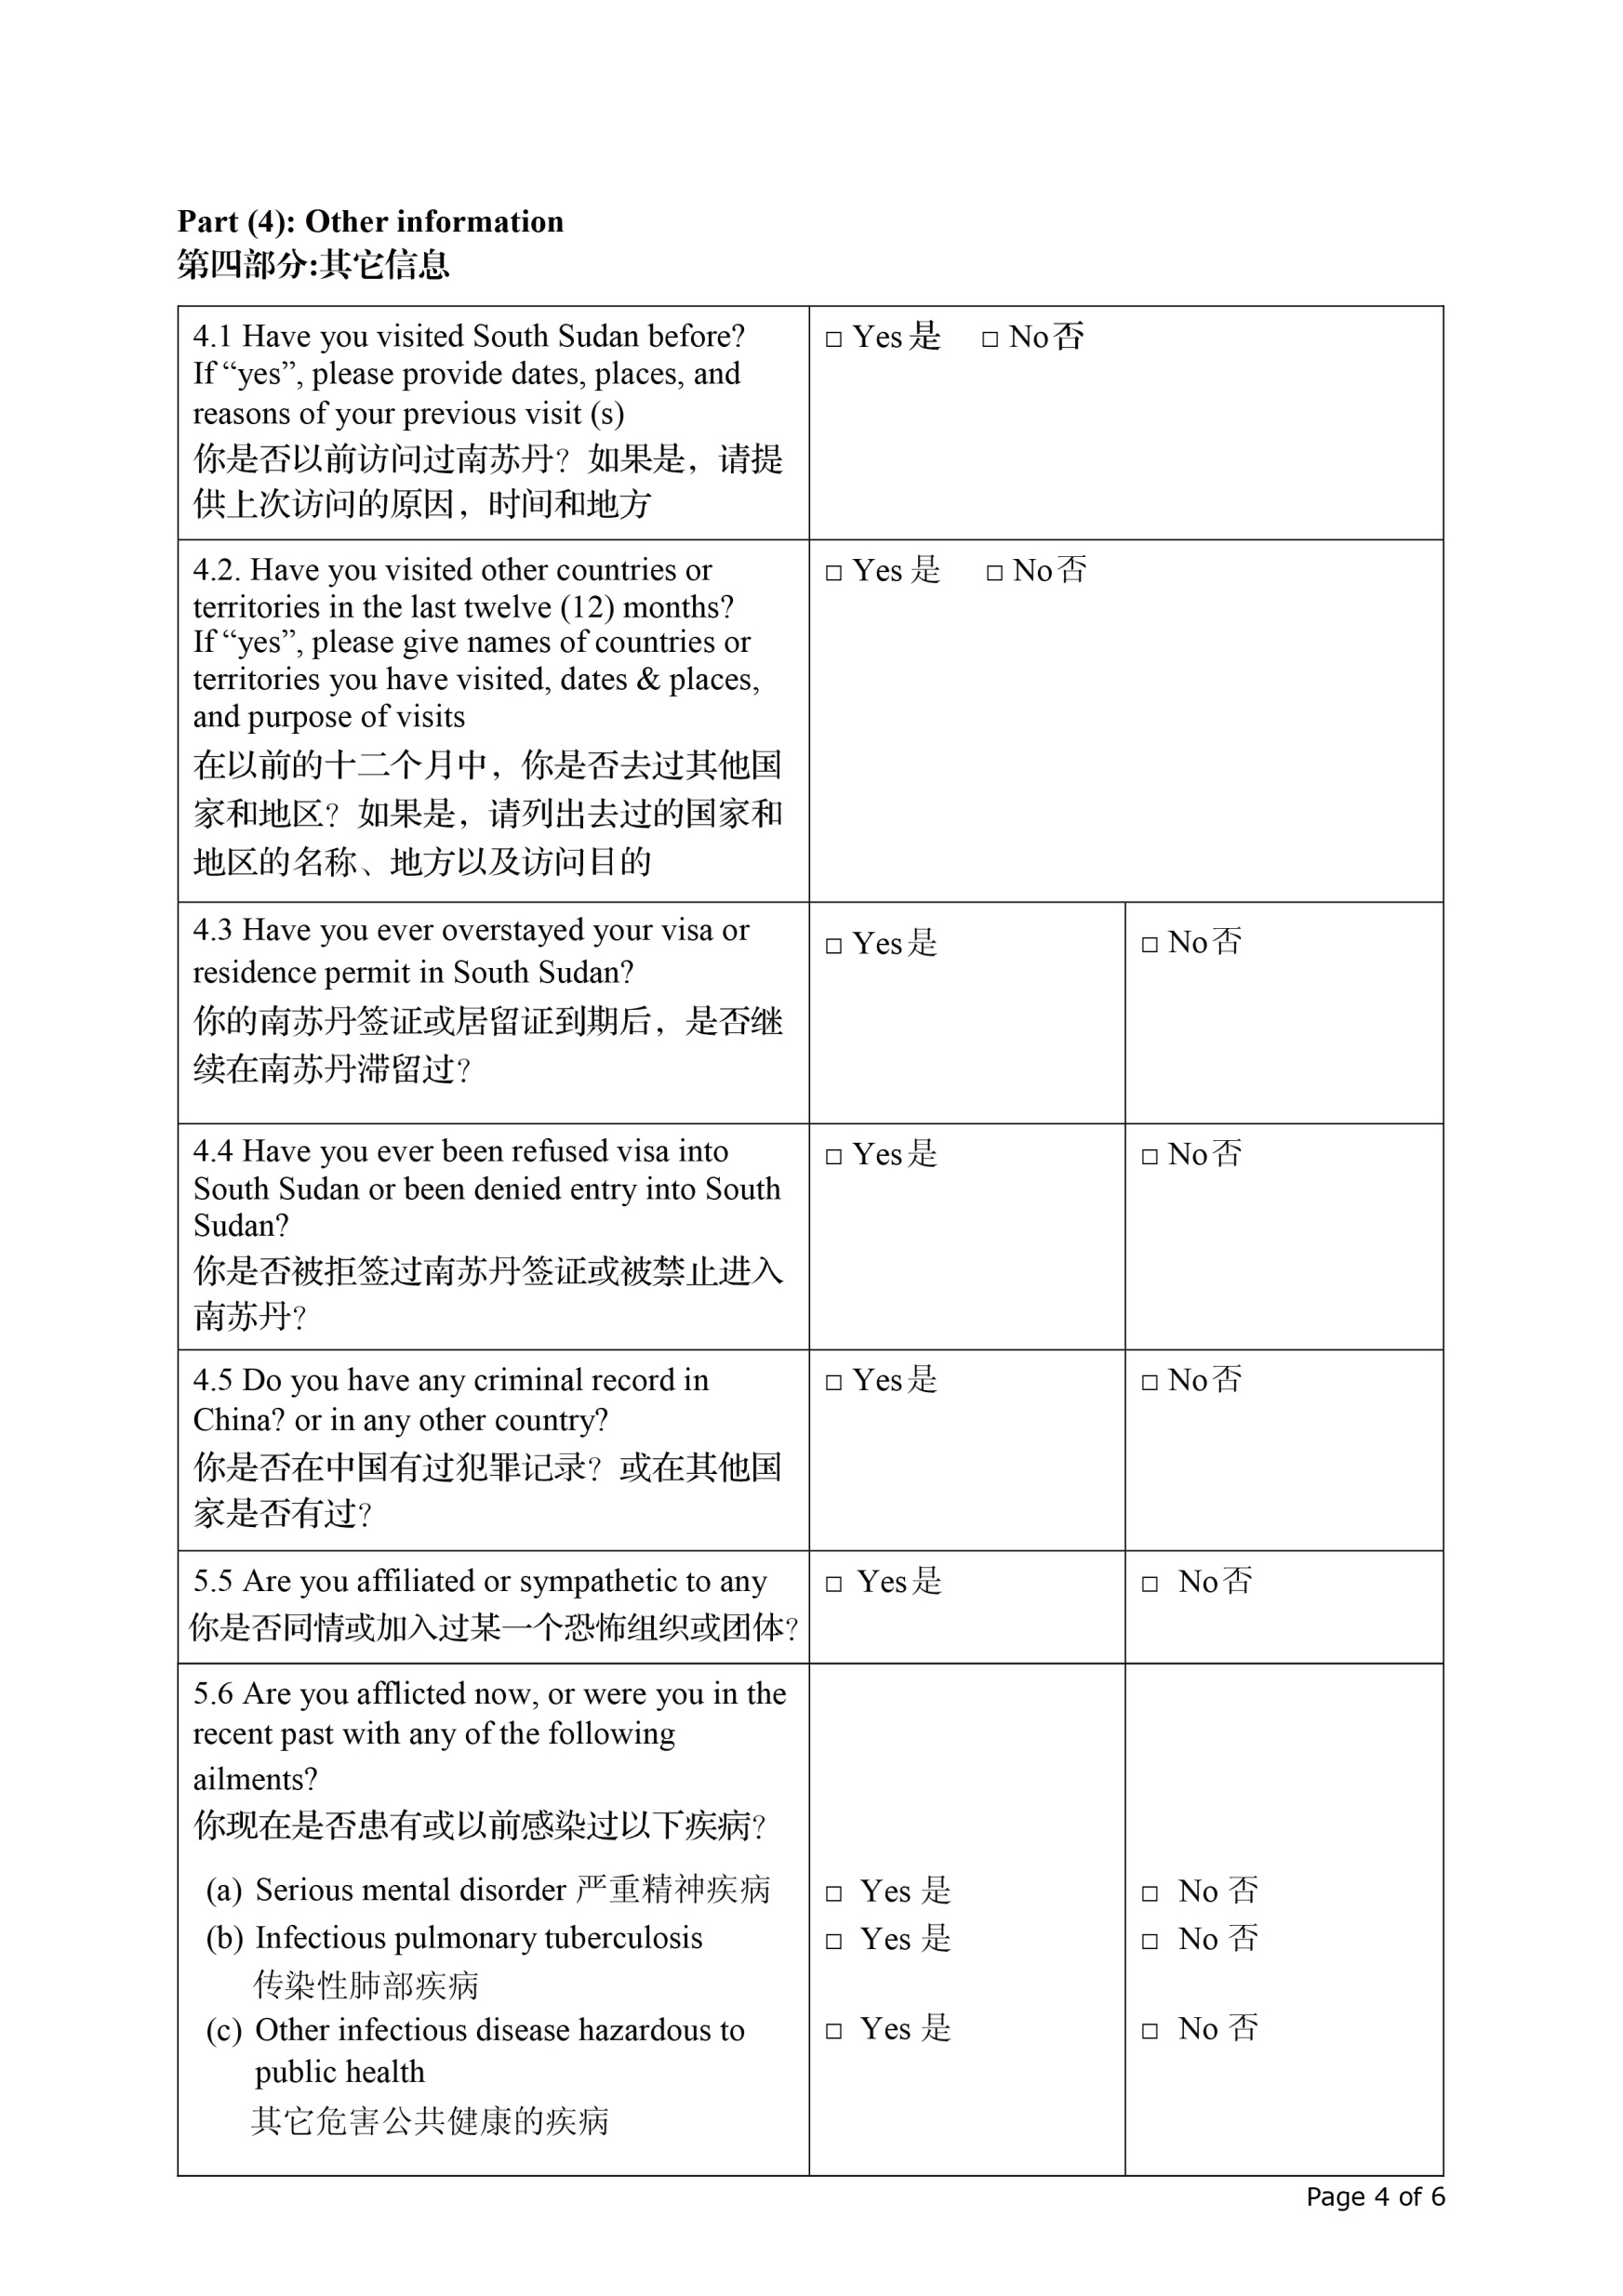 Part (4): Other information
第四部分:其它信息
4.1 Have you visited South Sudan before?
If “yes”, please provide dates, places, and
reasons of your previous visit (s)
你是否以前访问过南苏丹？如果是，请提
供上次访问的原因，时间和地方
□ Yes 是 □ No 否
4.2. Have you visited other countries or
territories in the last twelve (12) months?
If “yes”, please give names of countries or
territories you have visited, dates & places,
and purpose of visits
在以前的十二个月中，你是否去过其他国
家和地区？如果是，请列出去过的国家和
地区的名称、地方以及访问目的
□ Yes 是 □ No 否
4.3 Have you ever overstayed your visa or
residence permit in South Sudan?
你的南苏丹签证或居留证到期后，是否继
续在南苏丹滞留过？
□ Yes 是
□ No 否
4.4 Have you ever been refused visa into
South Sudan or been denied entry into South
Sudan?
你是否被拒签过南苏丹签证或被禁止进入
南苏丹？
□ Yes 是
□ No 否
4.5 Do you have any criminal record in
China? or in any other country?
你是否在中国有过犯罪记录？或在其他国
家是否有过？
□ Yes 是
□ No 否
5.5 Are you affiliated or sympathetic to any
你是否同情或加入过某一个恐怖组织或团体？
□ Yes 是
□ No 否
5.6 Are you afflicted now, or were you in the
recent past with any of the following
ailments?
你现在是否患有或以前感染过以下疾病？
(a) Serious mental disorder 严重精神疾病 □ Yes 是 □ No 否
(b) Infectious pulmonary tuberculosis □ Yes 是 □ No 否
传染性肺部疾病
(c) Other infectious disease hazardous to □ Yes 是 □ No 否
public health
其它危害公共健康的疾病
Page 4 of 6